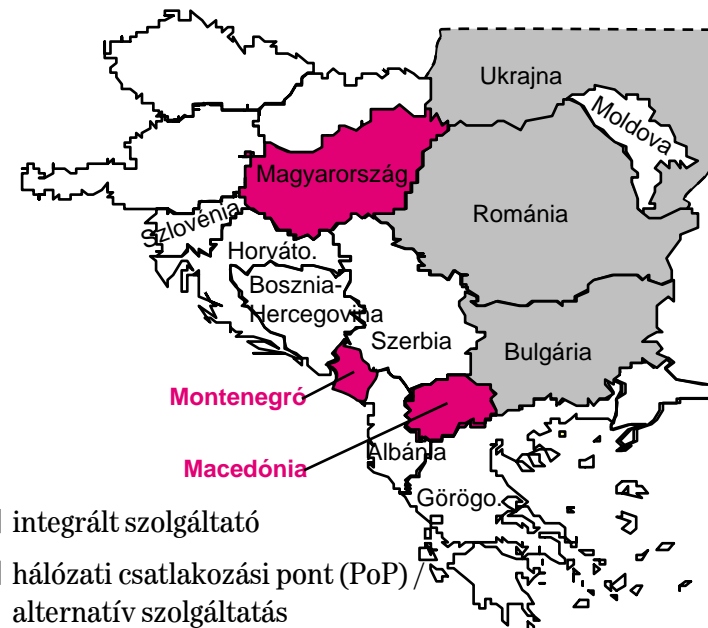 Ukrajna
Moldova
Magyarország
Románia
Szlovénia
Horváto.
Bosznia-
Hercegovina
Szerbia
Bulgária
Montenegró
Albánia
Macedónia
Görögo.
integrált szolgáltató
hálózati csatlakozási pont (PoP) /
alternatív szolgáltatás